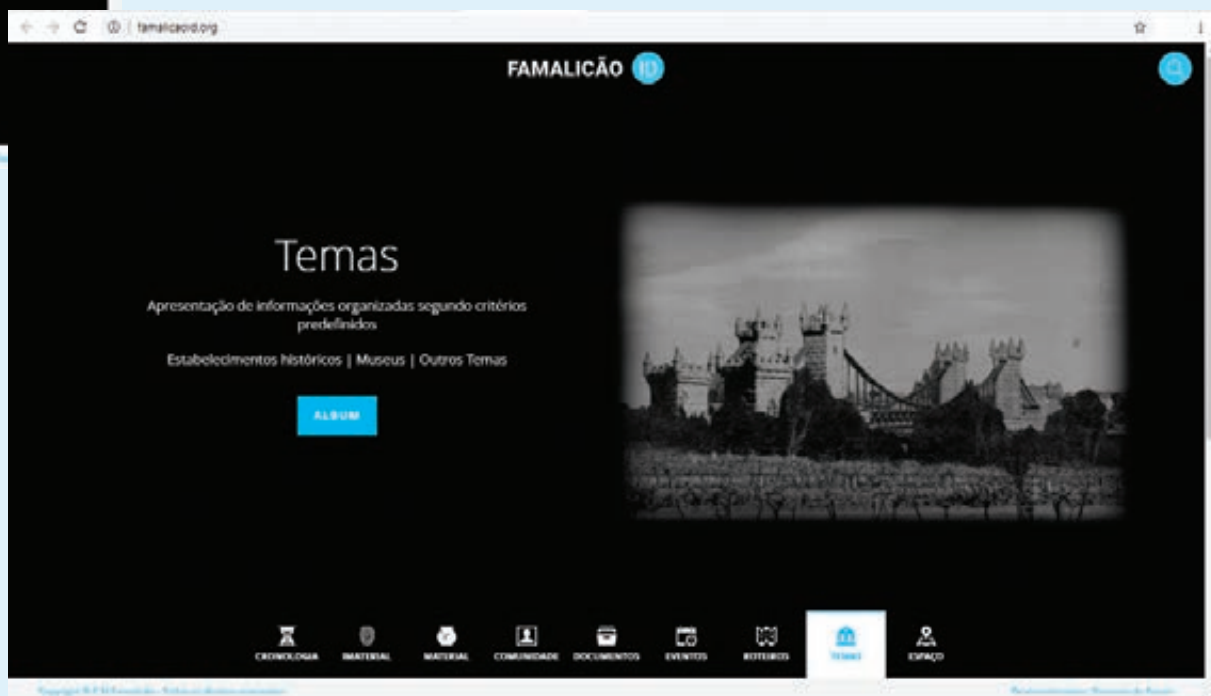 famalicaoid.org
FAMALICÃO ID
Temas
Apresentação de informações organizadas segundo critérios
predefinidos
Estabelecimentos históricos | Museus | Outros Temas
ALBUM
CRONOLOGIA IMATERIAL MATERIAL COMUNIDADE DOCUMENTOS EVENTOS ROTEIROS TEMAS ESPAÇO